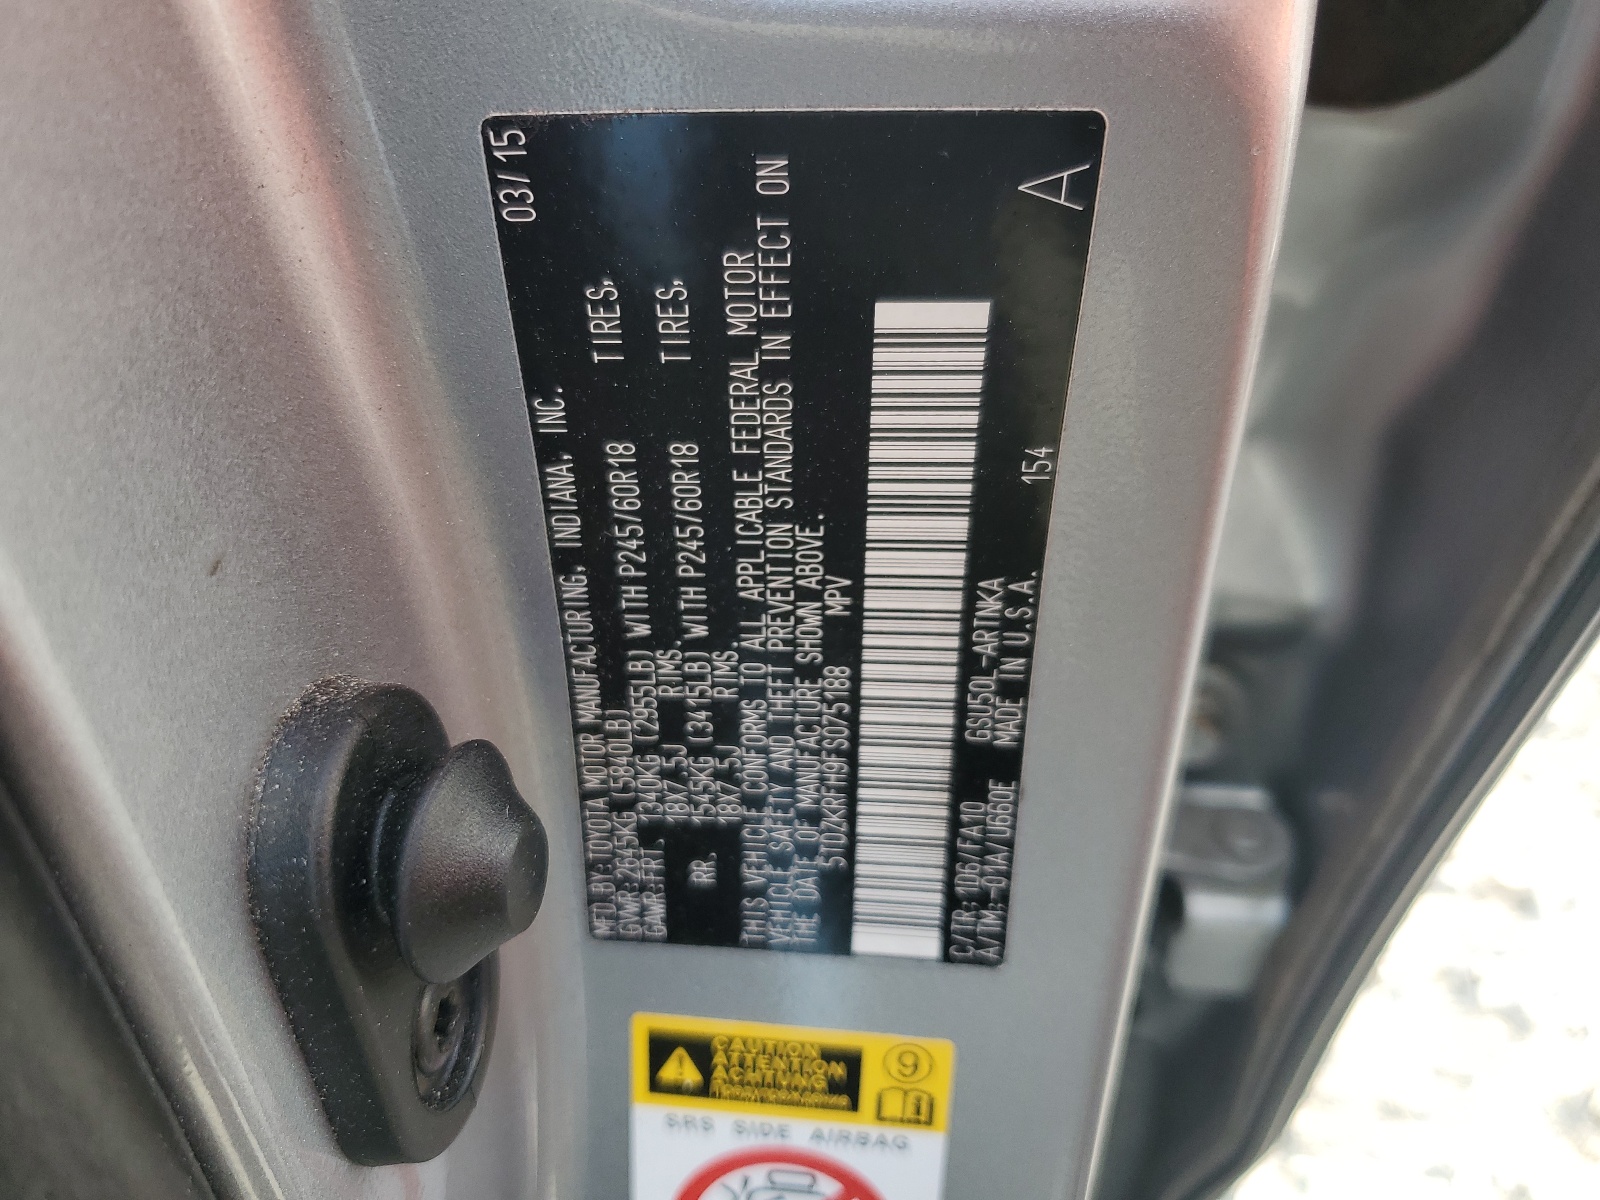 MFD. BY: TOYOTA MOTOR MANUFACTURING, INDIANA, INC. 03/15
GVWR: 2645KG (5840LB)
GAWR: FRT 1340KG (2955LB) WITH P245/60R18 TIRES,
18X7.5J RIMS,
RR. 1545KG (3415LB) WITH P245/60R18 TIRES,
18X7.5J RIMS
THIS VEHICLE CONFORMS TO ALL APPLICABLE FEDERAL MOTOR
VEHICLE SAFETY AND THEFT PREVENTION STANDARDS IN EFFECT ON
THE DATE OF MANUFACTURE SHOWN ABOVE.
5TDZKRFH9FS075188 MPV
C/TR: 1D6/FA10 GSU50L-ARTNKA
A/TM: -01A/U660E MADE IN U.S.A. 154 A
CAUTION
ATTENTION
ACHTUNG
9
SRS SIDE AIRBAG